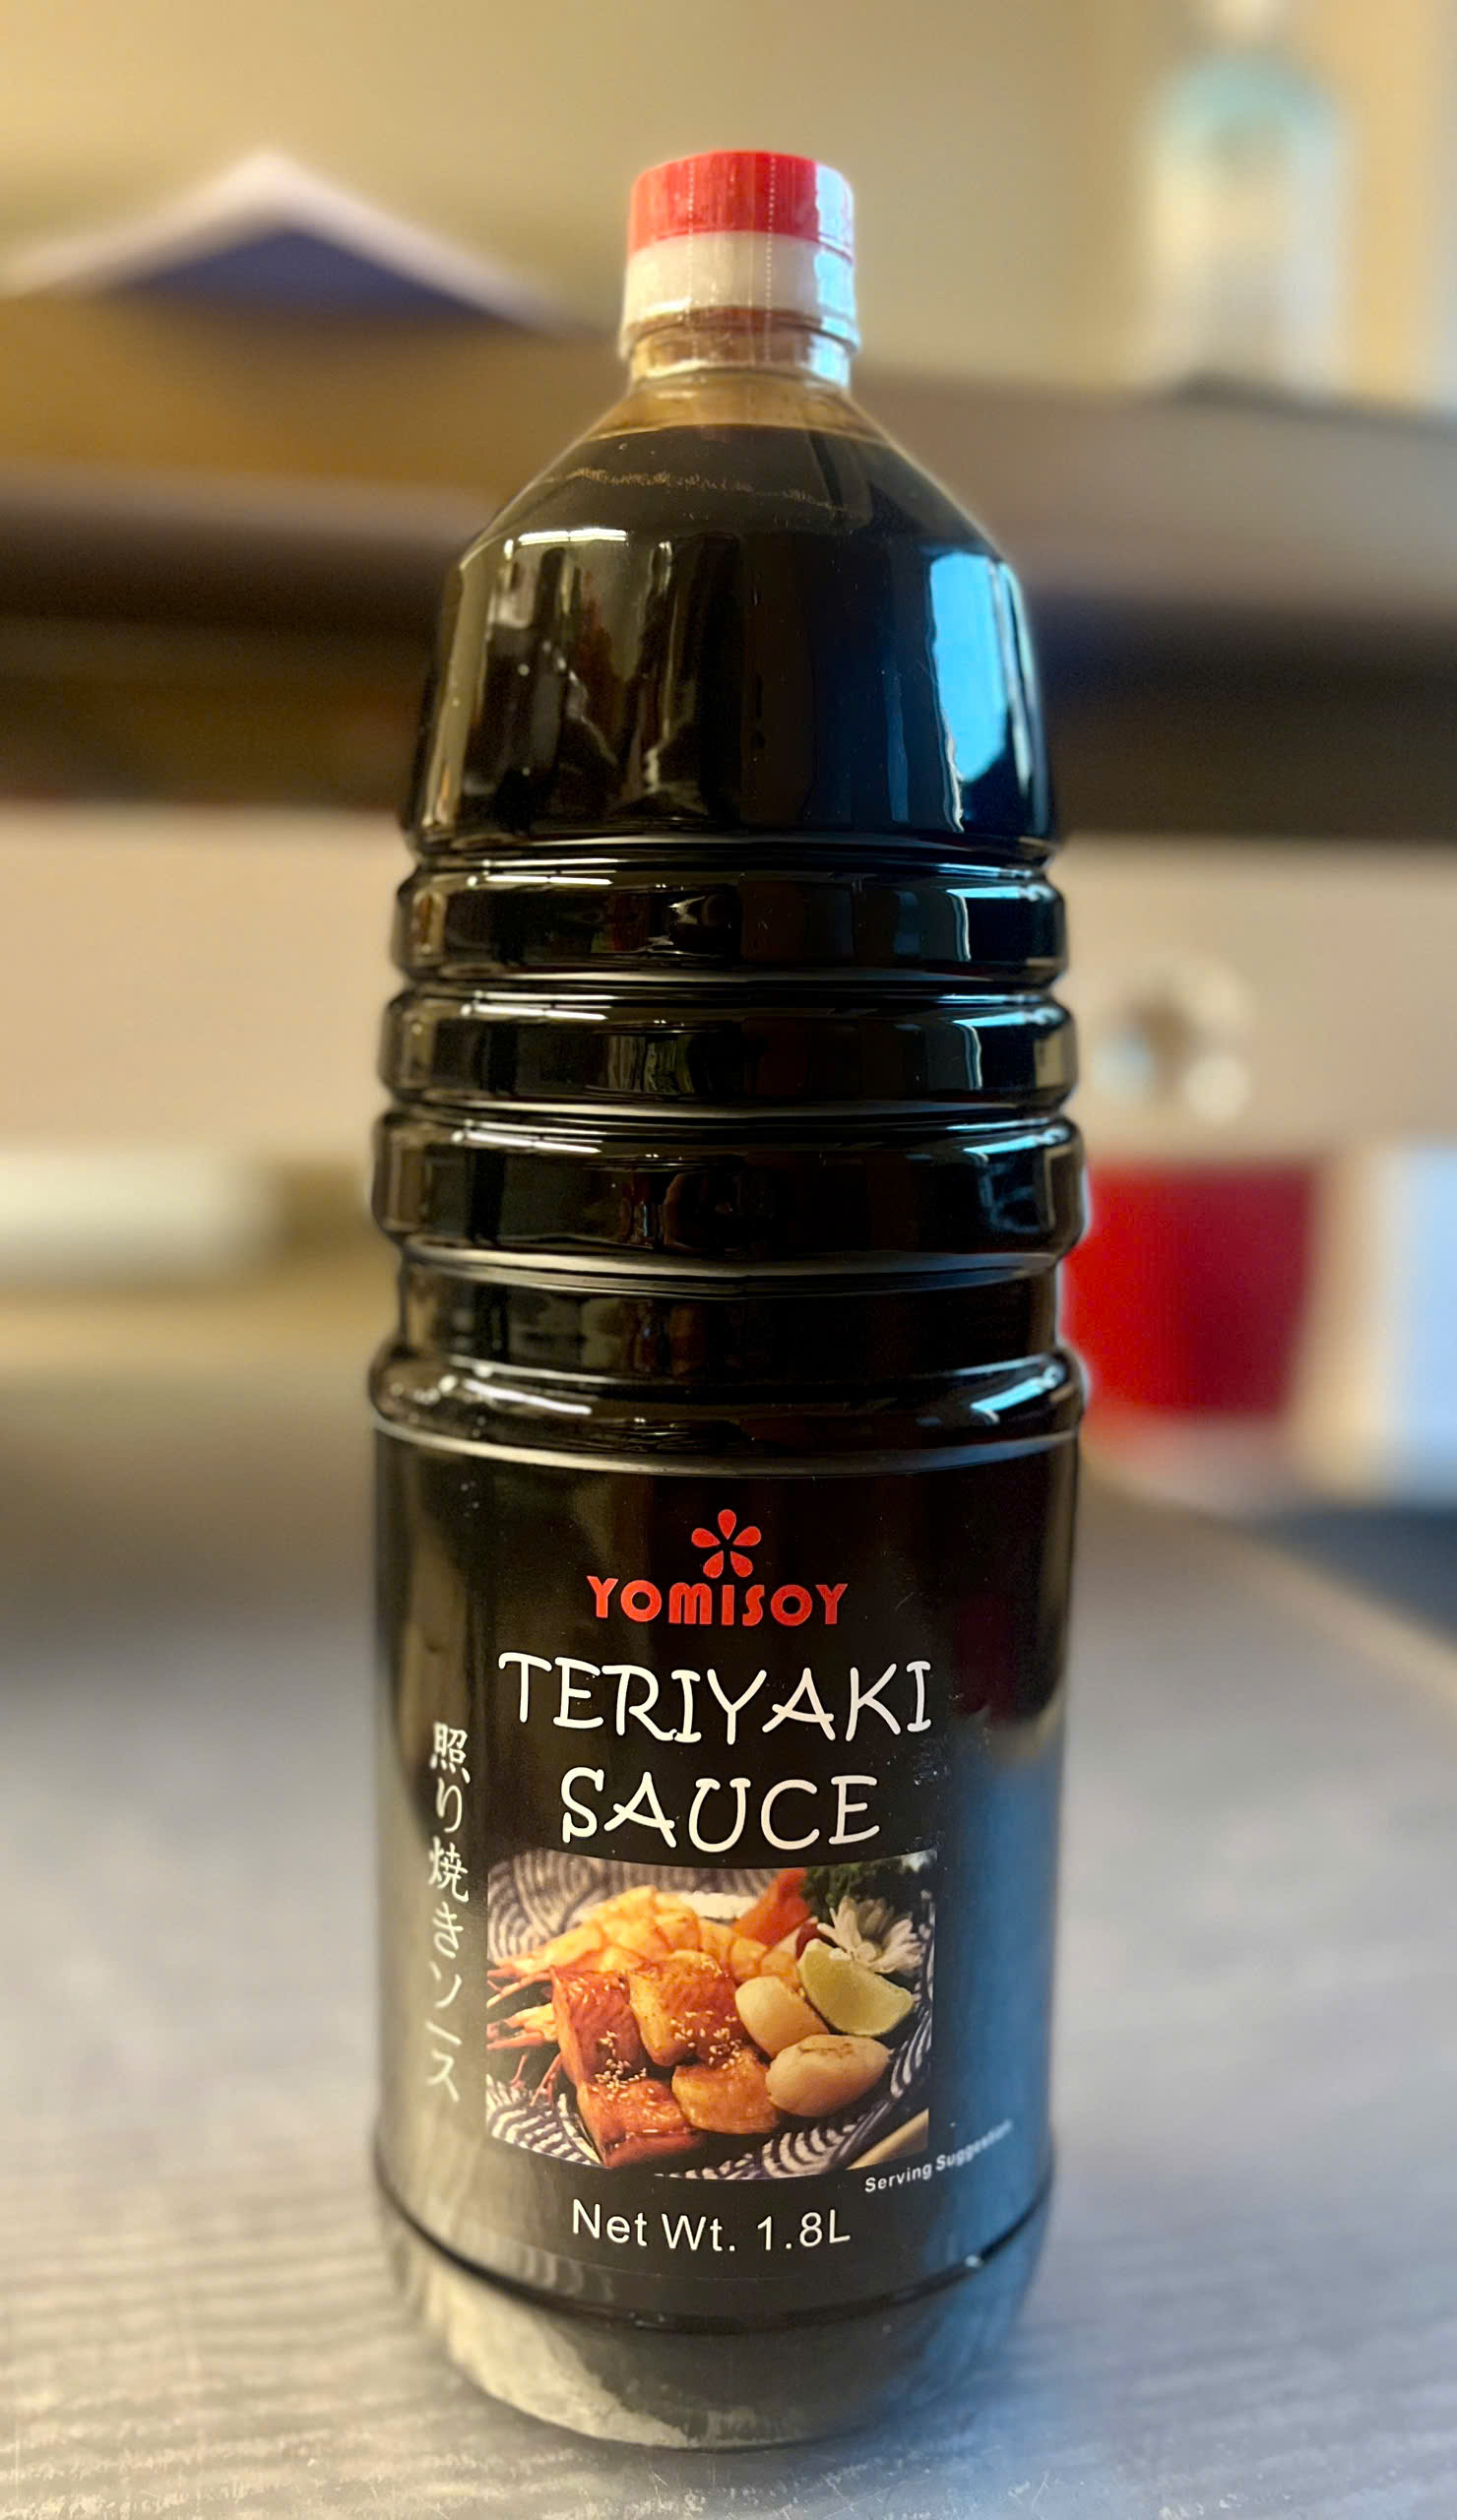 YOMISOY
TERIYAKI
SAUCE
照り焼きソース
Serving Suggestion
Net Wt. 1.8L